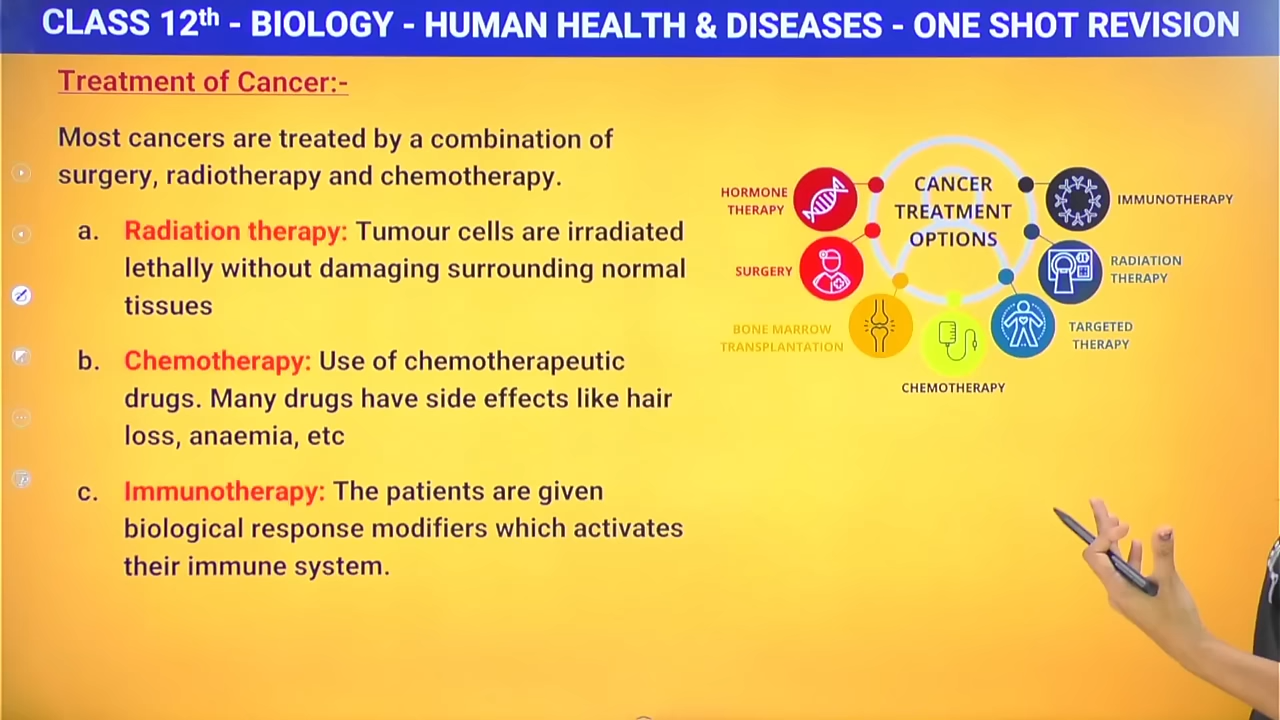 CLASS 12th - BIOLOGY - HUMAN HEALTH & DISEASES - ONE SHOT REVISION
Treatment of Cancer:-
Most cancers are treated by a combination of
surgery, radiotherapy and chemotherapy.
a. Radiation therapy: Tumour cells are irradiated
lethally without damaging surrounding normal
tissues
b. Chemotherapy: Use of chemotherapeutic
drugs. Many drugs have side effects like hair
loss, anaemia, etc
c. Immunotherapy: The patients are given
biological response modifiers which activates
their immune system.
CANCER
TREATMENT
OPTIONS
HORMONE
THERAPY
SURGERY
BONE MARROW
TRANSPLANTATION
CHEMOTHERAPY
TARGETED
THERAPY
RADIATION
THERAPY
IMMUNOTHERAPY